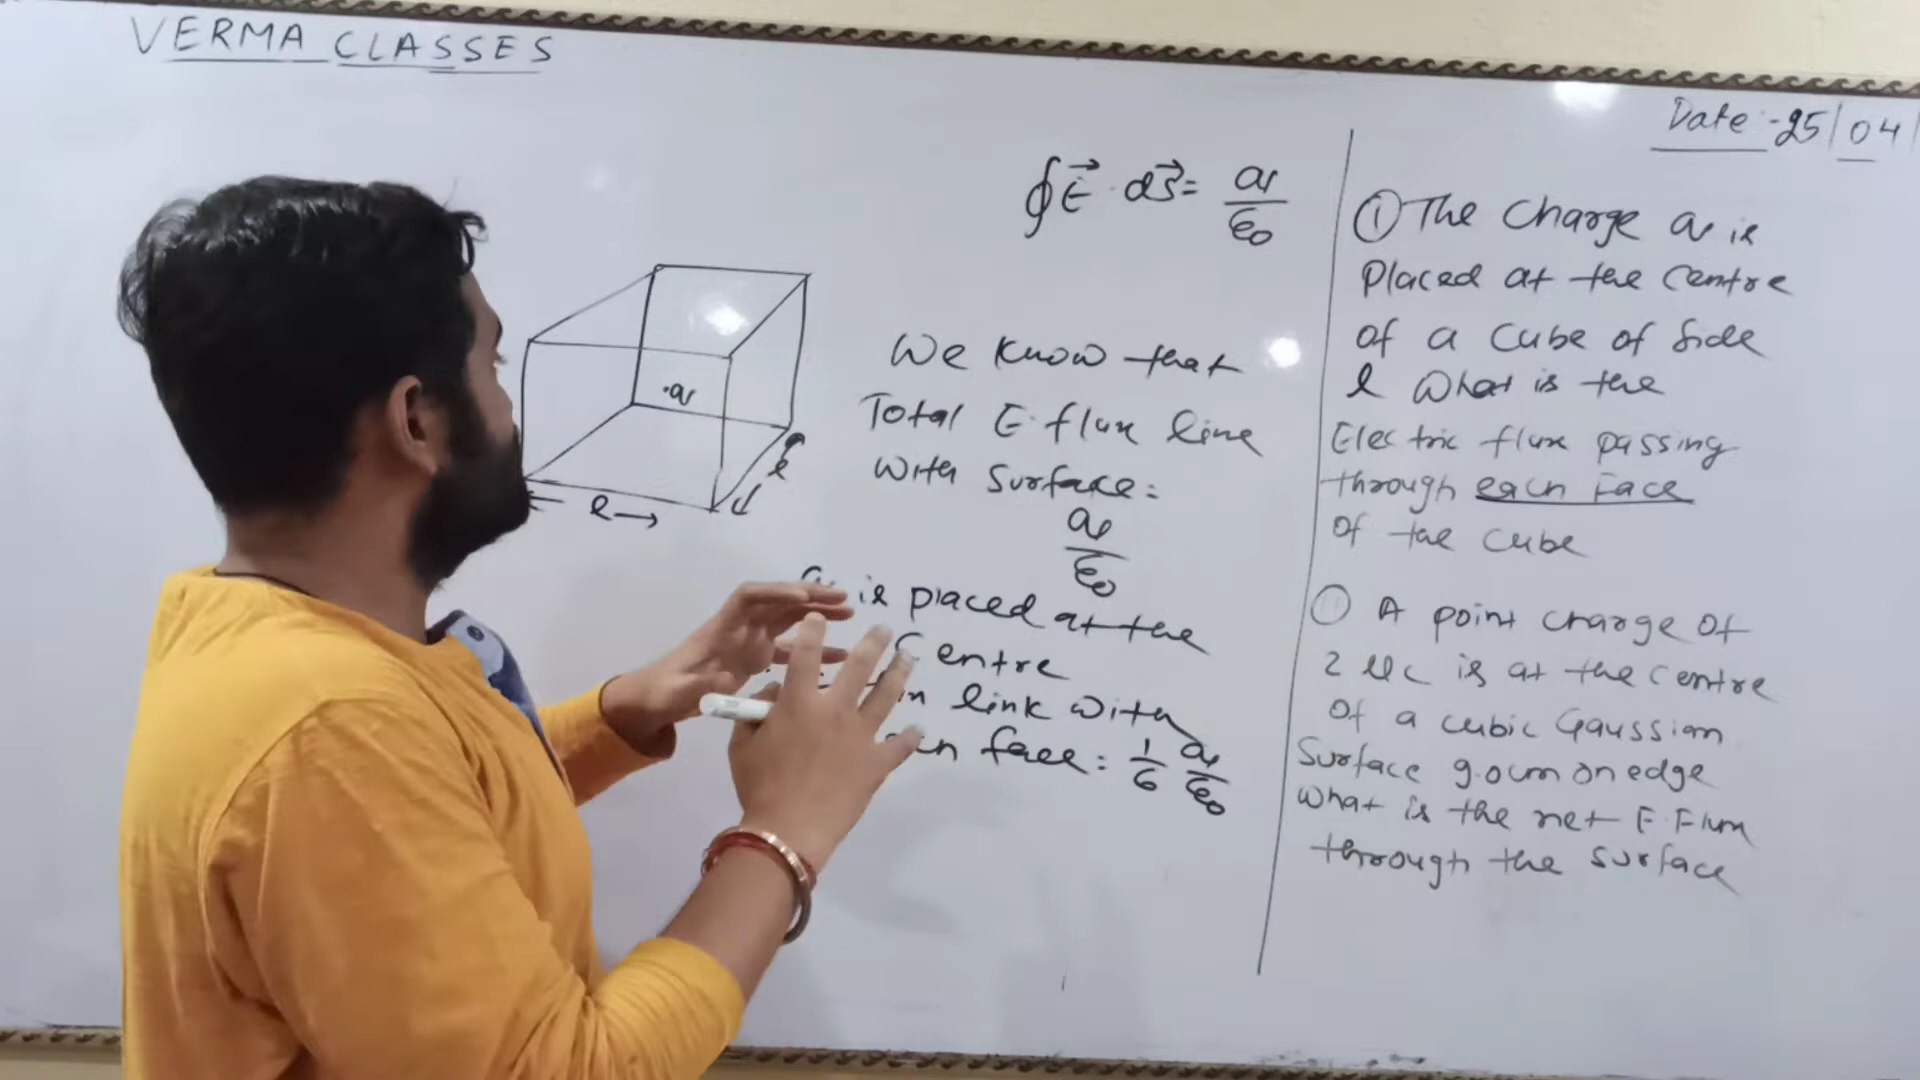 VERMA CLASSES
Date:-25/04/
∮E⃗·dS⃗=q/ε0
.q
l
l
We know that
Total E.flux line
with surface=
q/ε0
q is placed at the
Centre
link with
face=1/6 q/ε0
① The charge q is
placed at the centre
of a cube of side
l what is the
Electric flux passing
through each Face
of the cube
A point charge of
2 μc is at the centre
of a cubic Gaussian
Surface 9.0cm on edge
what is the net E.Flux
through the surface